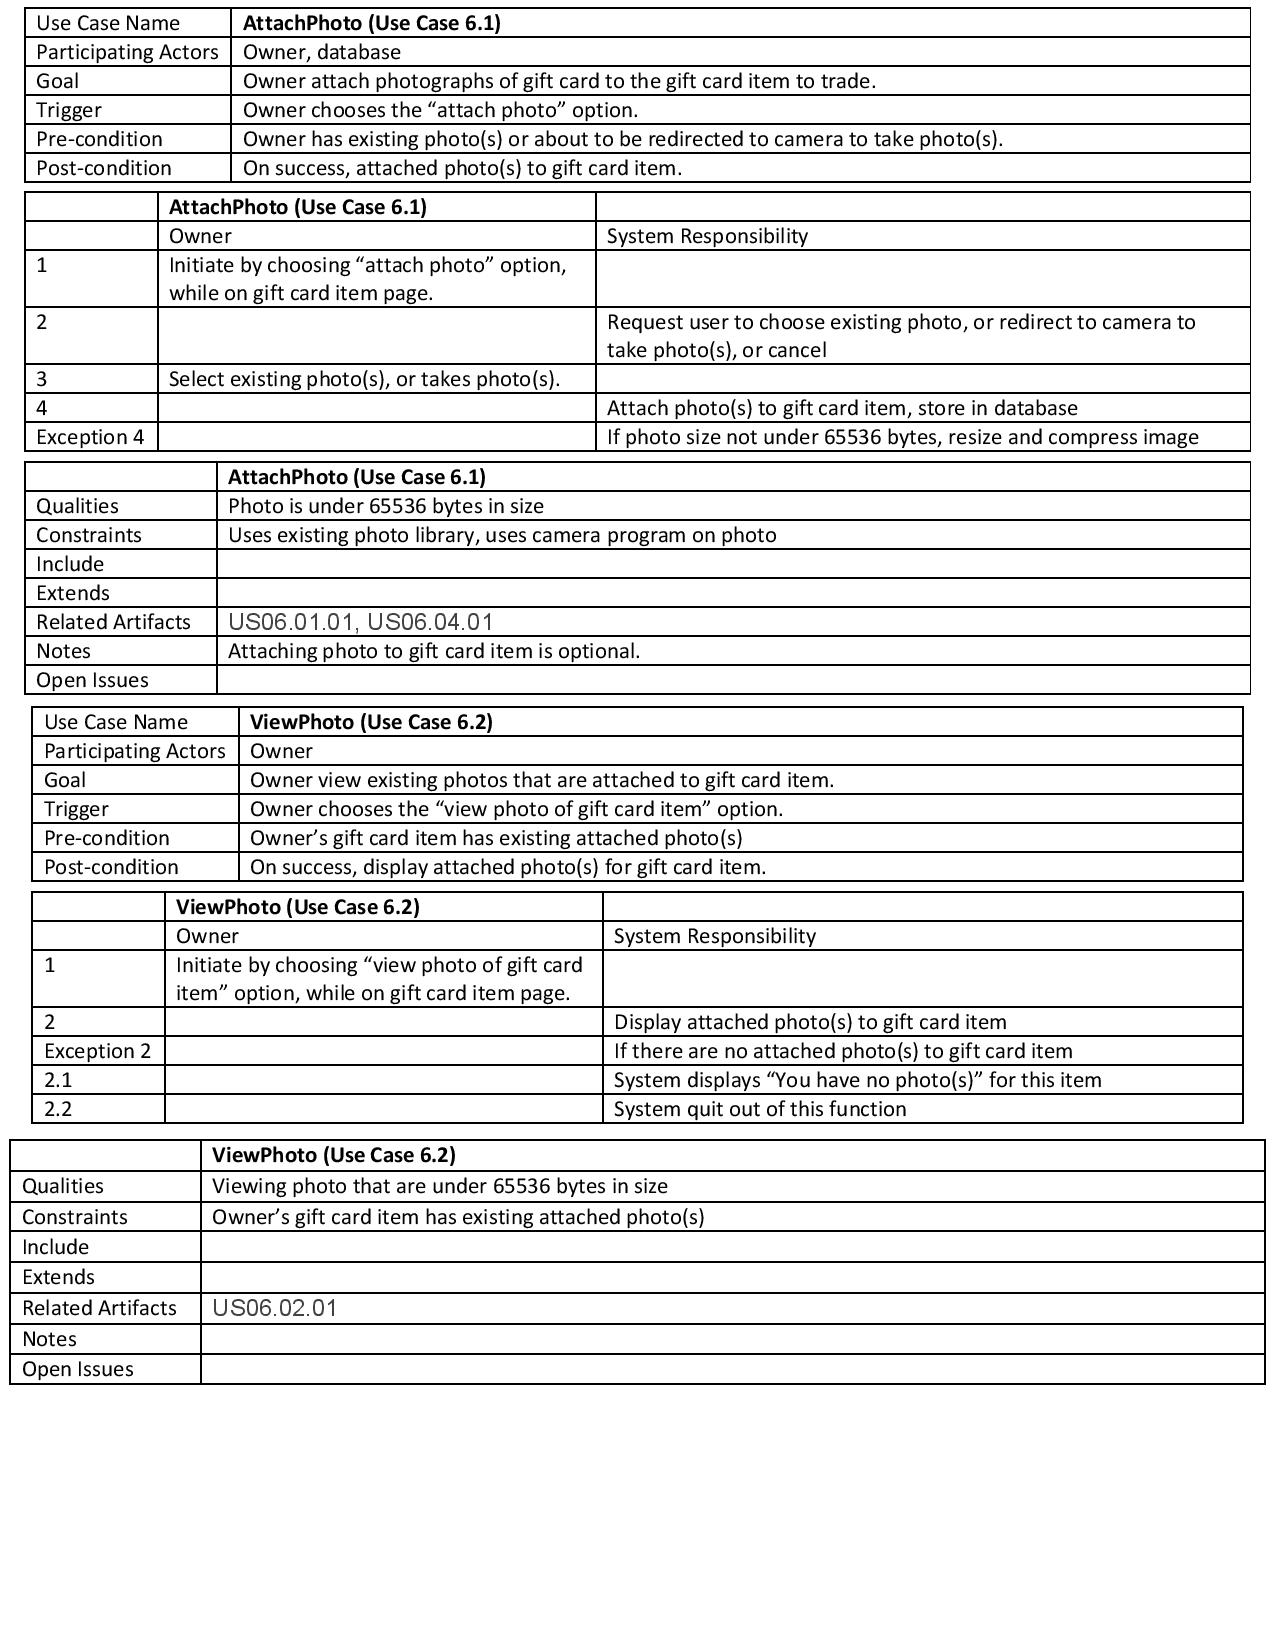 Use Case Name AttachPhoto (Use Case 6.1)
Participating Actors Owner, database
Goal Owner attach photographs of gift card to the gift card item to trade.
Trigger Owner chooses the “attach photo” option.
Pre-condition Owner has existing photo(s) or about to be redirected to camera to take photo(s).
Post-condition On success, attached photo(s) to gift card item.
AttachPhoto (Use Case 6.1)
Owner System Responsibility
1 Initiate by choosing “attach photo” option,
while on gift card item page.
2 Request user to choose existing photo, or redirect to camera to
take photo(s), or cancel
3 Select existing photo(s), or takes photo(s).
4 Attach photo(s) to gift card item, store in database
Exception 4 If photo size not under 65536 bytes, resize and compress image
AttachPhoto (Use Case 6.1)
Qualities Photo is under 65536 bytes in size
Constraints Uses existing photo library, uses camera program on photo
Include
Extends
Related Artifacts US06.01.01, US06.04.01
Notes Attaching photo to gift card item is optional.
Open Issues
Use Case Name ViewPhoto (Use Case 6.2)
Participating Actors Owner
Goal Owner view existing photos that are attached to gift card item.
Trigger Owner chooses the “view photo of gift card item” option.
Pre-condition Owner’s gift card item has existing attached photo(s)
Post-condition On success, display attached photo(s) for gift card item.
ViewPhoto (Use Case 6.2)
Owner System Responsibility
1 Initiate by choosing “view photo of gift card
item” option, while on gift card item page.
2 Display attached photo(s) to gift card item
Exception 2 If there are no attached photo(s) to gift card item
2.1 System displays “You have no photo(s)” for this item
2.2 System quit out of this function
ViewPhoto (Use Case 6.2)
Qualities Viewing photo that are under 65536 bytes in size
Constraints Owner’s gift card item has existing attached photo(s)
Include
Extends
Related Artifacts US06.02.01
Notes
Open Issues